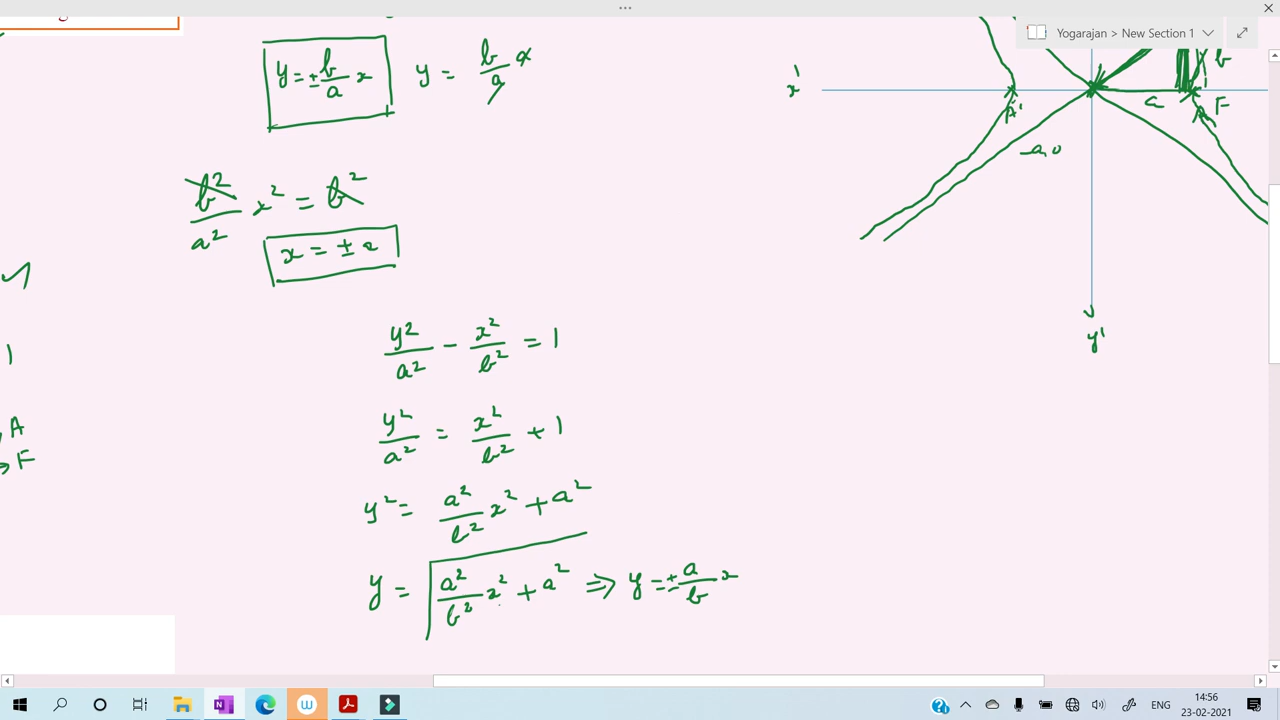 Yogarajan > New Section 1
y = ± b/a x
y = b/a x
b
x'
a
F
b²/a² x² = b²
x = ± a
y'
1
y²/a² - x²/b² = 1
y²/a² = x²/b² + 1
A
→ F
y² = a²/b² x² + a²
y = √(a²/b² x² + a²) ⇒ y = ± a/b x
ENG
14:56
23-02-2021